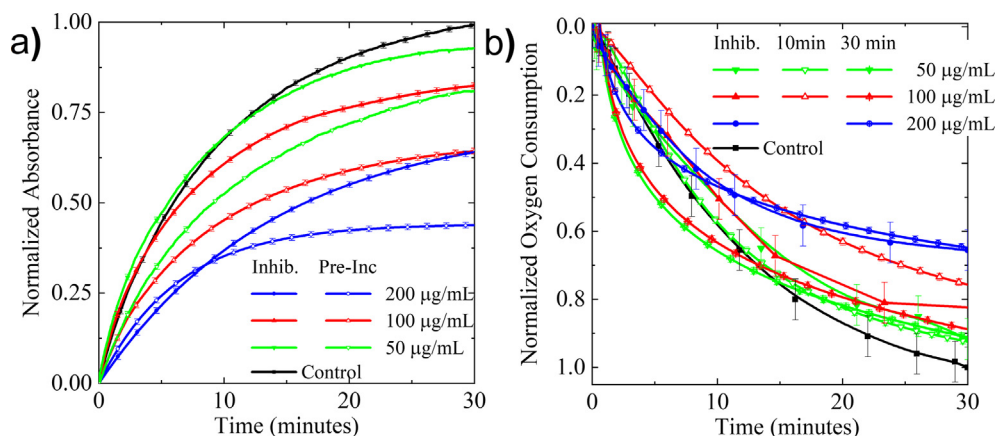 a)
Normalized Absorbance
1.00
0.75
0.50
0.25
0.00
Inhib. Pre-Inc
200 µg/mL
100 µg/mL
50 µg/mL
Control
0 10 20 30
Time (minutes)
b)
Normalized Oxygen Consumption
0.0
0.2
0.4
0.6
0.8
1.0
Inhib. 10min 30 min
50 µg/mL
100 µg/mL
200 µg/mL
Control
0 10 20 30
Time (minutes)